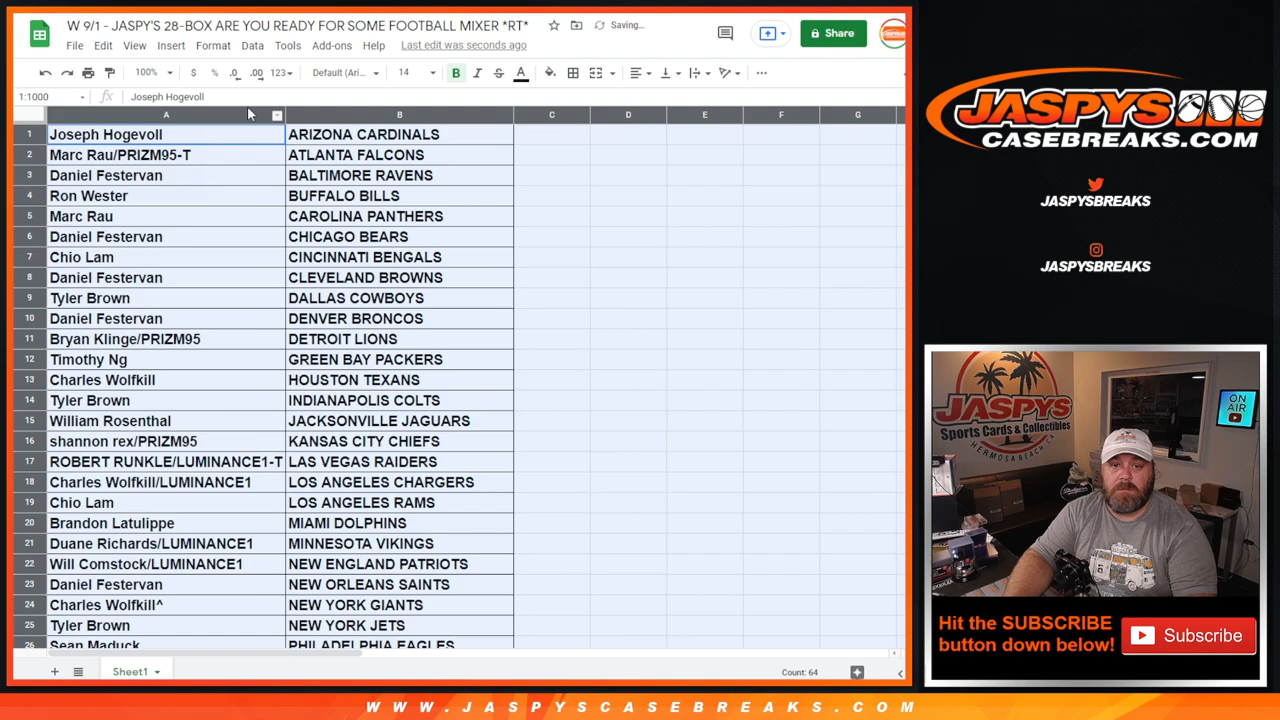 W 9/1 - JASPY'S 28-BOX ARE YOU READY FOR SOME FOOTBALL MIXER *RT*
Saving...
File Edit View Insert Format Data Tools Add-ons Help Last edit was seconds ago
Share
100% $ % .0 .00 123 Default (Ari... 14 B I S A
1:1000 fx Joseph Hogevoll
A B C D E F G
1 Joseph Hogevoll ARIZONA CARDINALS
2 Marc Rau/PRIZM95-T ATLANTA FALCONS
3 Daniel Festervan BALTIMORE RAVENS
4 Ron Wester BUFFALO BILLS
5 Marc Rau CAROLINA PANTHERS
6 Daniel Festervan CHICAGO BEARS
7 Chio Lam CINCINNATI BENGALS
8 Daniel Festervan CLEVELAND BROWNS
9 Tyler Brown DALLAS COWBOYS
10 Daniel Festervan DENVER BRONCOS
11 Bryan Klinge/PRIZM95 DETROIT LIONS
12 Timothy Ng GREEN BAY PACKERS
13 Charles Wolfkill HOUSTON TEXANS
14 Tyler Brown INDIANAPOLIS COLTS
15 William Rosenthal JACKSONVILLE JAGUARS
16 shannon rex/PRIZM95 KANSAS CITY CHIEFS
17 ROBERT RUNKLE/LUMINANCE1-T LAS VEGAS RAIDERS
18 Charles Wolfkill/LUMINANCE1 LOS ANGELES CHARGERS
19 Chio Lam LOS ANGELES RAMS
20 Brandon Latulippe MIAMI DOLPHINS
21 Duane Richards/LUMINANCE1 MINNESOTA VIKINGS
22 Will Comstock/LUMINANCE1 NEW ENGLAND PATRIOTS
23 Daniel Festervan NEW ORLEANS SAINTS
24 Charles Wolfkill^ NEW YORK GIANTS
25 Tyler Brown NEW YORK JETS
26 Sean Maduck PHILADELPHIA EAGLES
Sheet1
Count: 64
JASPYS
CASEBREAKS.COM
JASPYSBREAKS
JASPYSBREAKS
JASPYS
Sports Cards & Collectibles
HERMOSA BEACH, CA
ON AIR
Hit the SUBSCRIBE
button down below!
Subscribe
WWW.JASPYSCASEBREAKS.COM